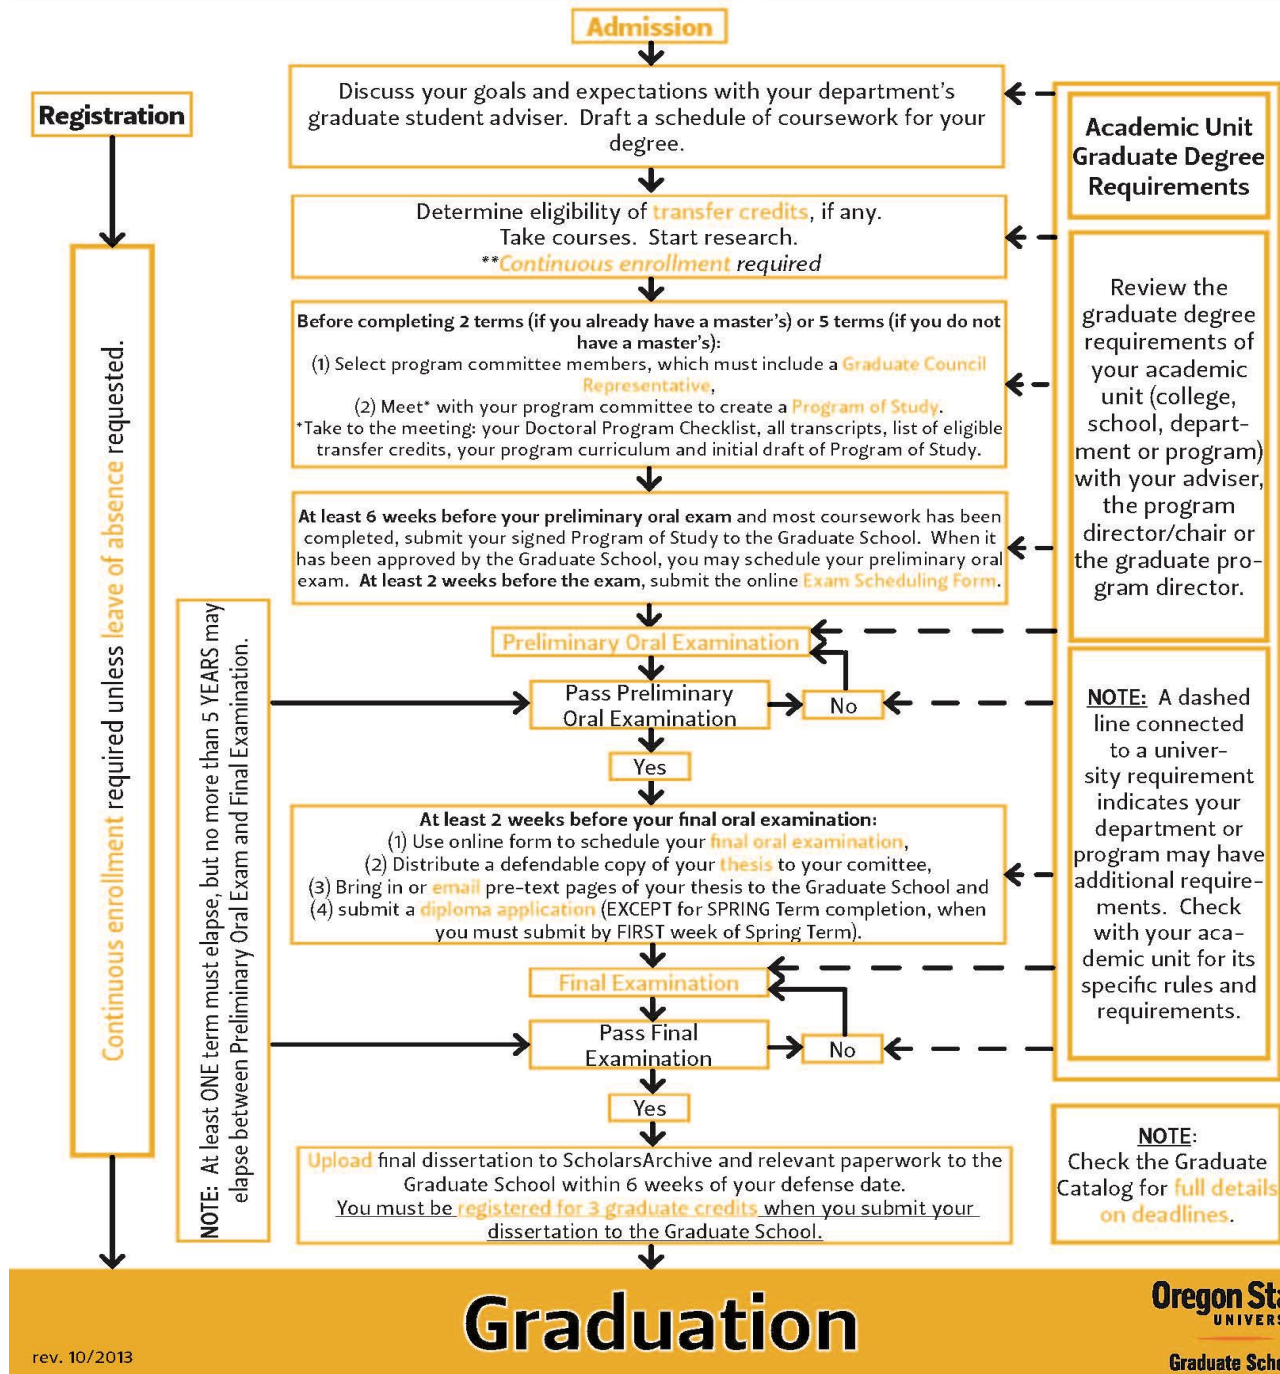 Admission
Discuss your goals and expectations with your department's
graduate student adviser.  Draft a schedule of coursework for your
degree.
Registration
Academic Unit
Graduate Degree
Requirements
Determine eligibility of transfer credits, if any.
Take courses.  Start research.
**Continuous enrollment required
Before completing 2 terms (if you already have a master's) or 5 terms (if you do not
have a master's):
(1) Select program committee members, which must include a Graduate Council
Representative,
(2) Meet* with your program committee to create a Program of Study.
*Take to the meeting: your Doctoral Program Checklist, all transcripts, list of eligible
transfer credits, your program curriculum and initial draft of Program of Study.
Review the
graduate degree
requirements of
your academic
unit (college,
school, depart-
ment or program)
with your adviser,
the program
director/chair or
the graduate pro-
gram director.
At least 6 weeks before your preliminary oral exam and most coursework has been
completed, submit your signed Program of Study to the Graduate School.  When it
has been approved by the Graduate School, you may schedule your preliminary oral
exam.  At least 2 weeks before the exam, submit the online Exam Scheduling Form.
Continuous enrollment required unless leave of absence requested.
NOTE:  At least ONE term must elapse, but no more than 5 YEARS may
elapse between Preliminary Oral Exam and Final Examination.
Preliminary Oral Examination
Pass Preliminary
Oral Examination
No
Yes
NOTE:  A dashed
line connected
to a univer-
sity requirement
indicates your
department or
program may have
additional require-
ments.  Check
with your aca-
demic unit for its
specific rules and
requirements.
At least 2 weeks before your final oral examination:
(1) Use online form to schedule your final oral examination,
(2) Distribute a defendable copy of your thesis to your comittee,
(3) Bring in or email pre-text pages of your thesis to the Graduate School and
(4) submit a diploma application (EXCEPT for SPRING Term completion, when
you must submit by FIRST week of Spring Term).
Final Examination
Pass Final
Examination
No
Yes
Upload final dissertation to ScholarsArchive and relevant paperwork to the
Graduate School within 6 weeks of your defense date.
You must be registered for 3 graduate credits when you submit your
dissertation to the Graduate School.
NOTE:
Check the Graduate
Catalog for full details
on deadlines.
Graduation
rev. 10/2013
Oregon Sta
UNIVERS
Graduate Scho